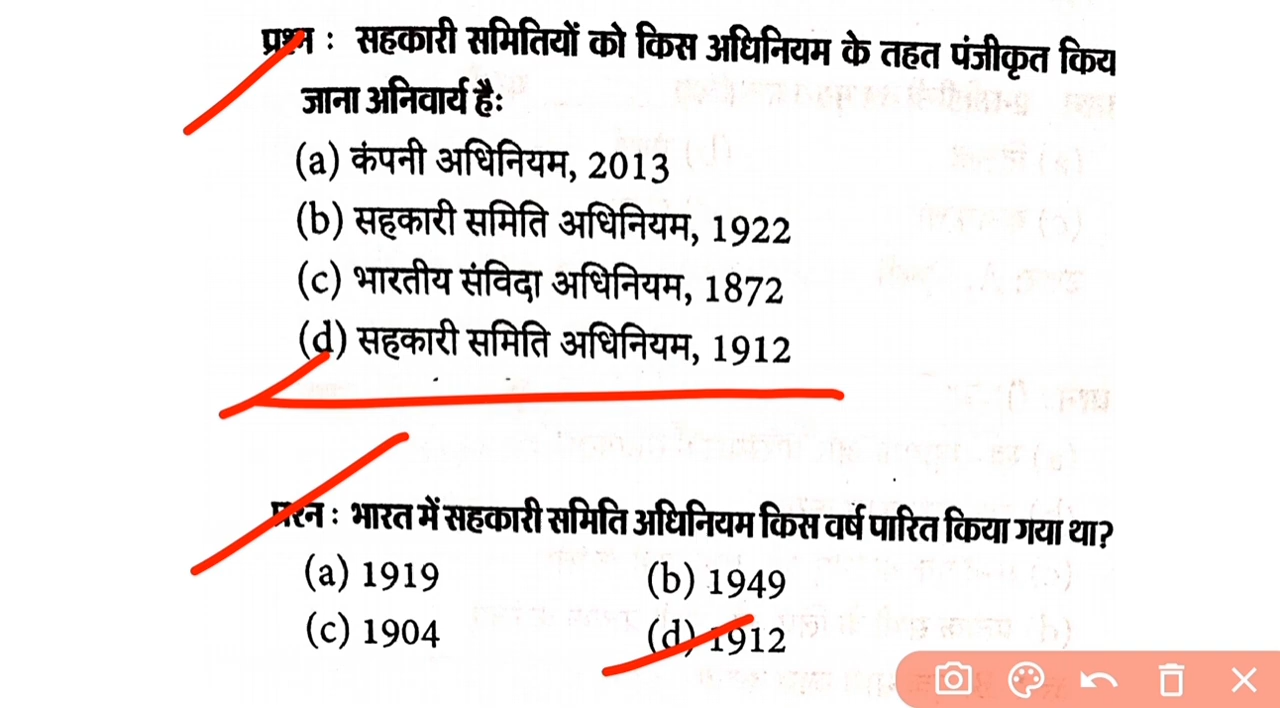 प्रश्न : सहकारी समितियों को किस अधिनियम के तहत पंजीकृत किय
जाना अनिवार्य हैः
(a) कंपनी अधिनियम, 2013
(b) सहकारी समिति अधिनियम, 1922
(c) भारतीय संविदा अधिनियम, 1872
(d) सहकारी समिति अधिनियम, 1912
प्रश्न : भारत में सहकारी समिति अधिनियम किस वर्ष पारित किया गया था?
(a) 1919 (b) 1949
(c) 1904 (d) 1912